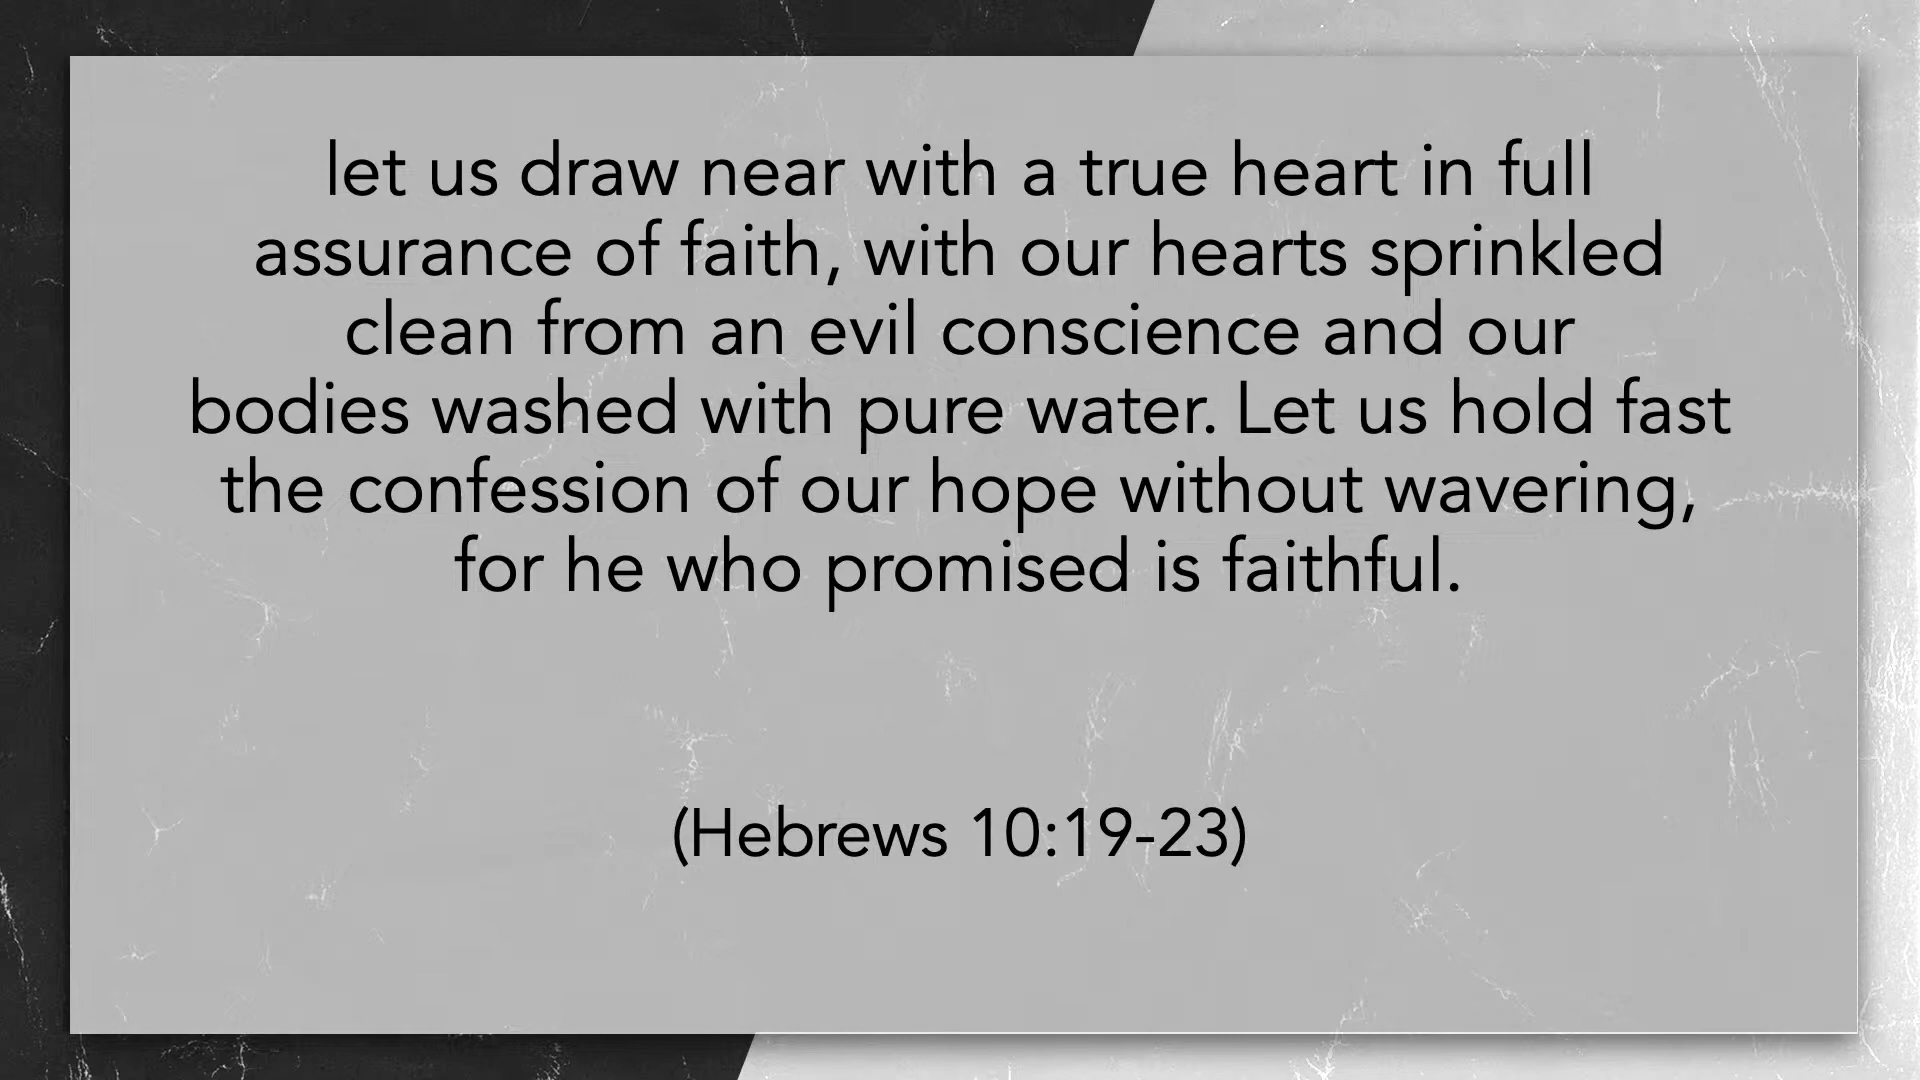 let us draw near with a true heart in full
assurance of faith, with our hearts sprinkled
clean from an evil conscience and our
bodies washed with pure water. Let us hold fast
the confession of our hope without wavering,
for he who promised is faithful.
(Hebrews 10:19-23)